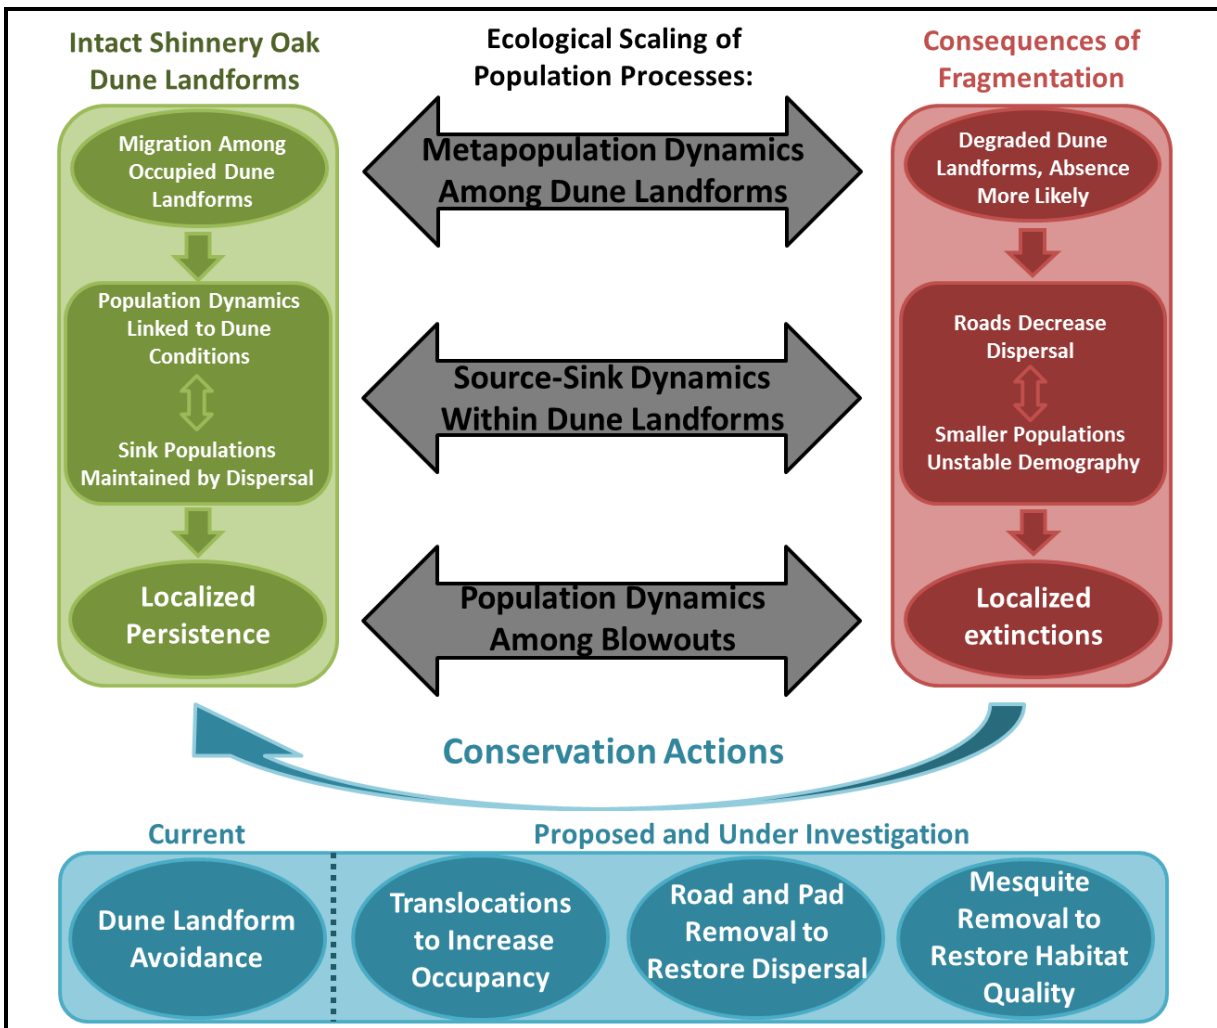 Intact Shinnery Oak
Dune Landforms
Migration Among
Occupied Dune
Landforms
Population Dynamics
Linked to Dune
Conditions
Sink Populations
Maintained by Dispersal
Localized
Persistence
Ecological Scaling of
Population Processes:
Metapopulation Dynamics
Among Dune Landforms
Source-Sink Dynamics
Within Dune Landforms
Population Dynamics
Among Blowouts
Consequences of
Fragmentation
Degraded Dune
Landforms, Absence
More Likely
Roads Decrease
Dispersal
Smaller Populations
Unstable Demography
Localized
extinctions
Conservation Actions
Current
Proposed and Under Investigation
Dune Landform
Avoidance
Translocations
to Increase
Occupancy
Road and Pad
Removal to
Restore Dispersal
Mesquite
Removal to
Restore Habitat
Quality